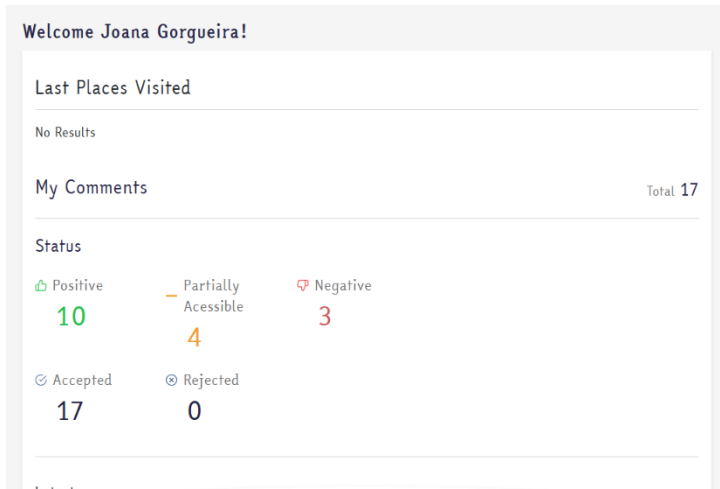 Welcome Joana Gorgueira!
Last Places Visited
No Results
My Comments
Total 17
Status
Positive
10
Partially
Acessible
4
Negative
3
Accepted
17
Rejected
0